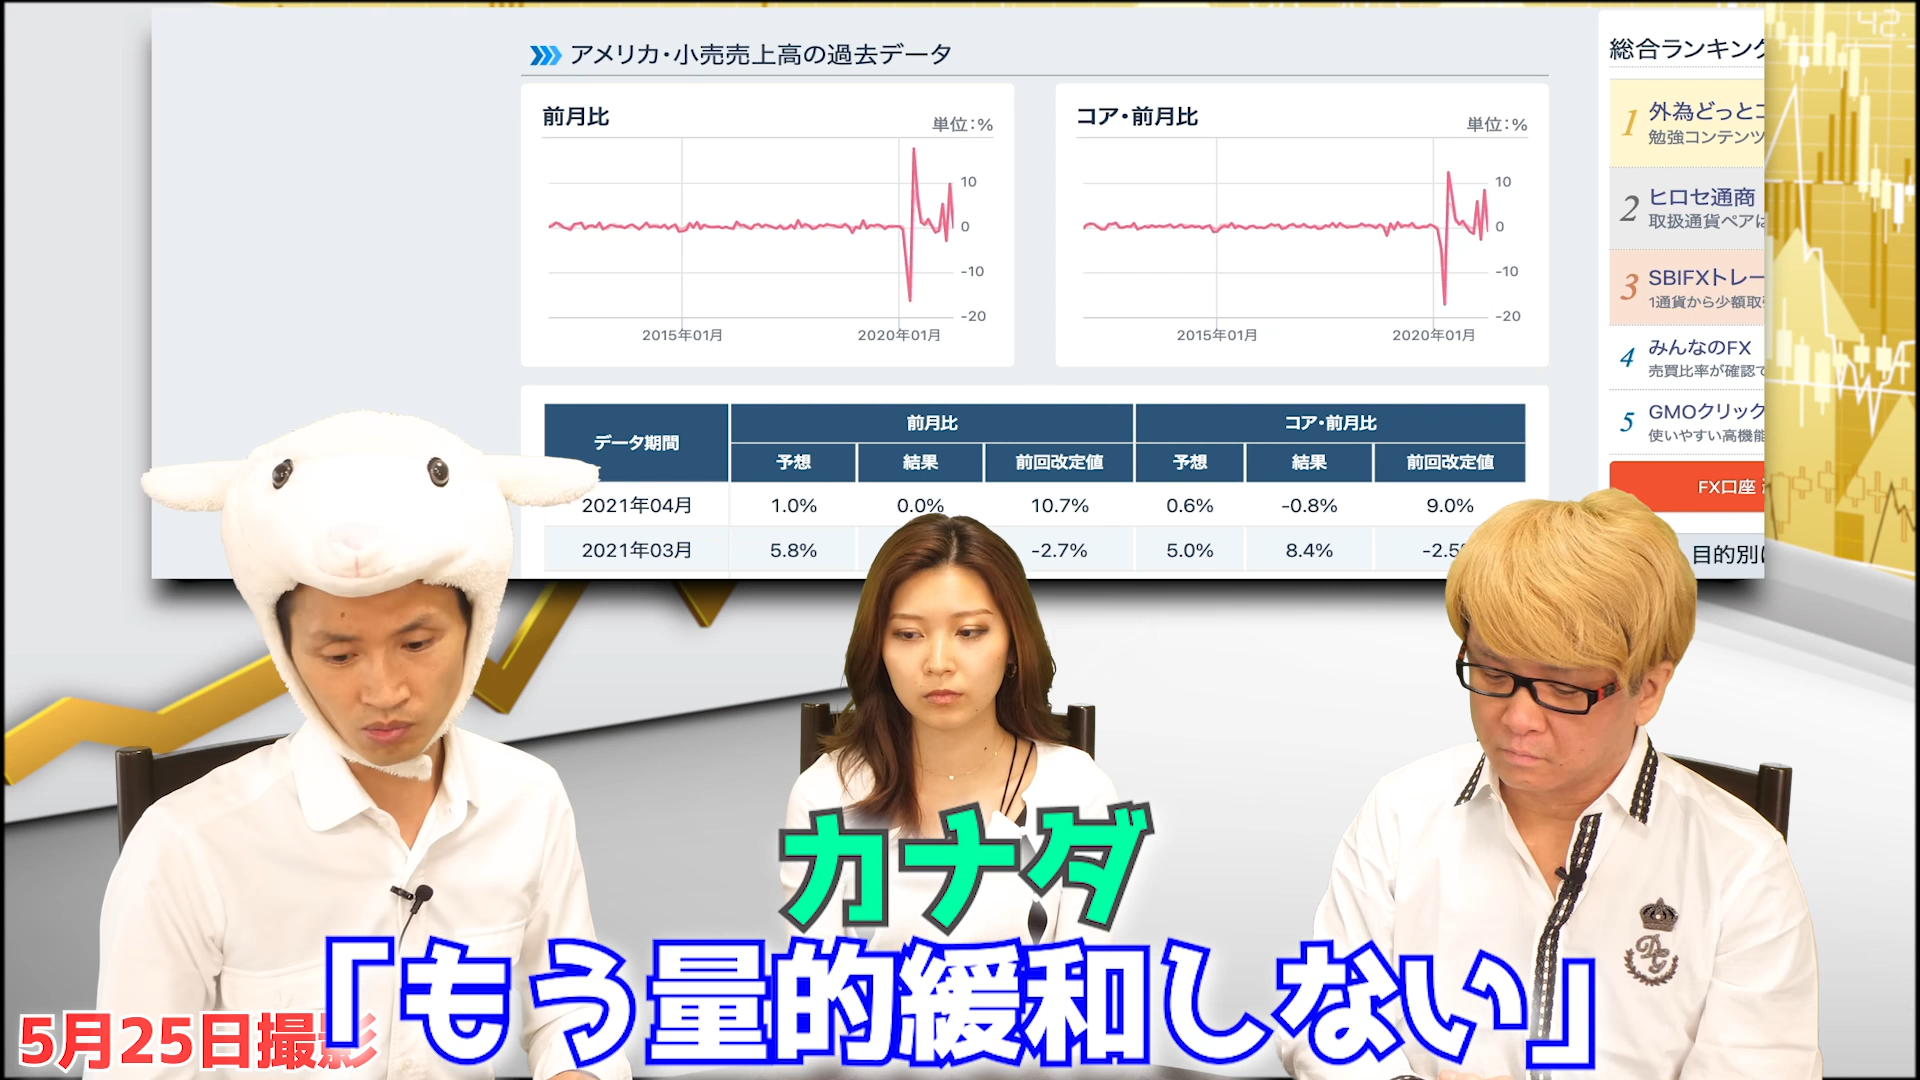 アメリカ・小売売上高の過去データ
前月比
単位：%
10
0
-10
-20
2015年01月
2020年01月
コア・前月比
単位：%
10
0
-10
-20
2015年01月
2020年01月
データ期間
前月比
コア・前月比
予想
結果
前回改定値
予想
結果
前回改定値
2021年04月
1.0%
0.0%
10.7%
0.6%
-0.8%
9.0%
2021年03月
5.8%
-2.7%
5.0%
8.4%
-2.5
総合ランキング
1
外為どっとコ
勉強コンテンツ
2
ヒロセ通商
取扱通貨ペアは
3
SBIFXトレー
1通貨から少額取
4
みんなのFX
売買比率が確認で
5
GMOクリック
使いやすい高機能
FX口座
目的別に
42.
カナダ
「もう量的緩和しない」
5月25日撮影